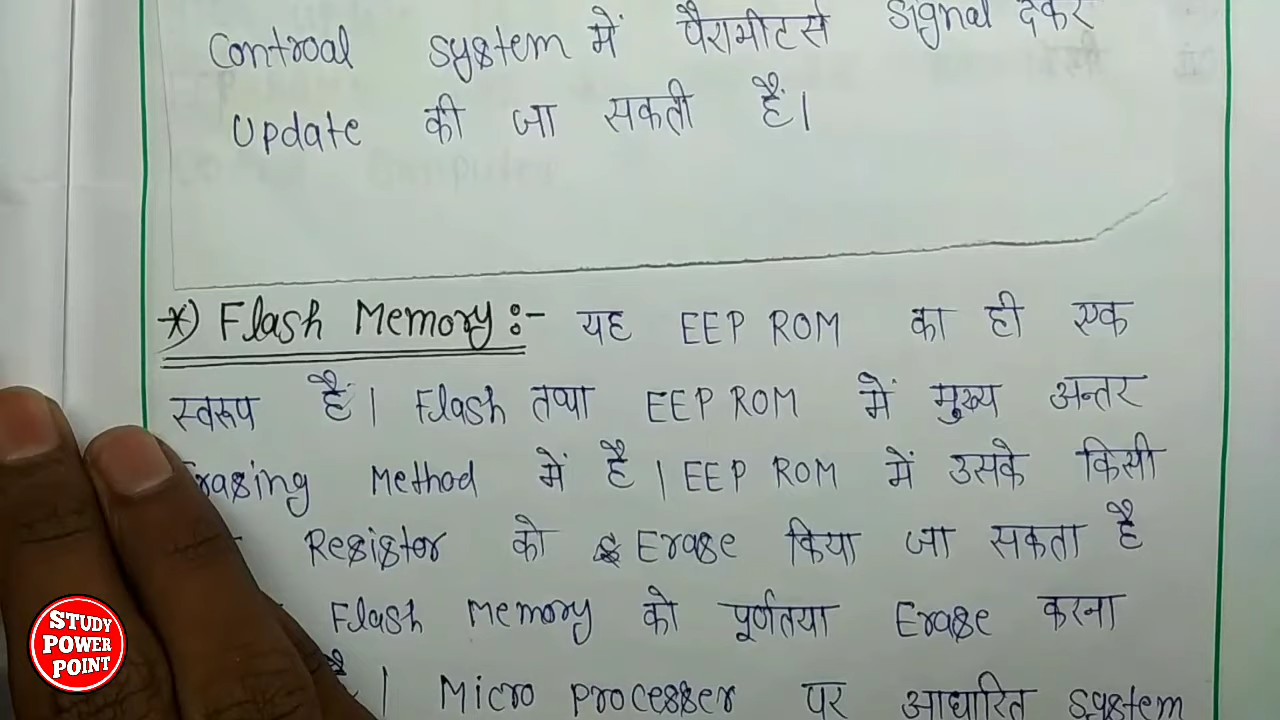 Controal system में पैरामीटर्स signal देकर
Update की जा सकती हैं।
*) Flash Memory :- यह EEP ROM का ही एक
स्वरूप हैं। Flash तथा EEP ROM में मुख्य अन्तर
Erasing Method में है। EEP ROM में उसके किसी
Resistor को Erase किया जा सकता है
Flash Memory को पूर्णतया Erase करना
है। Micro processer पर आधारित system
STUDY
POWER
POINT